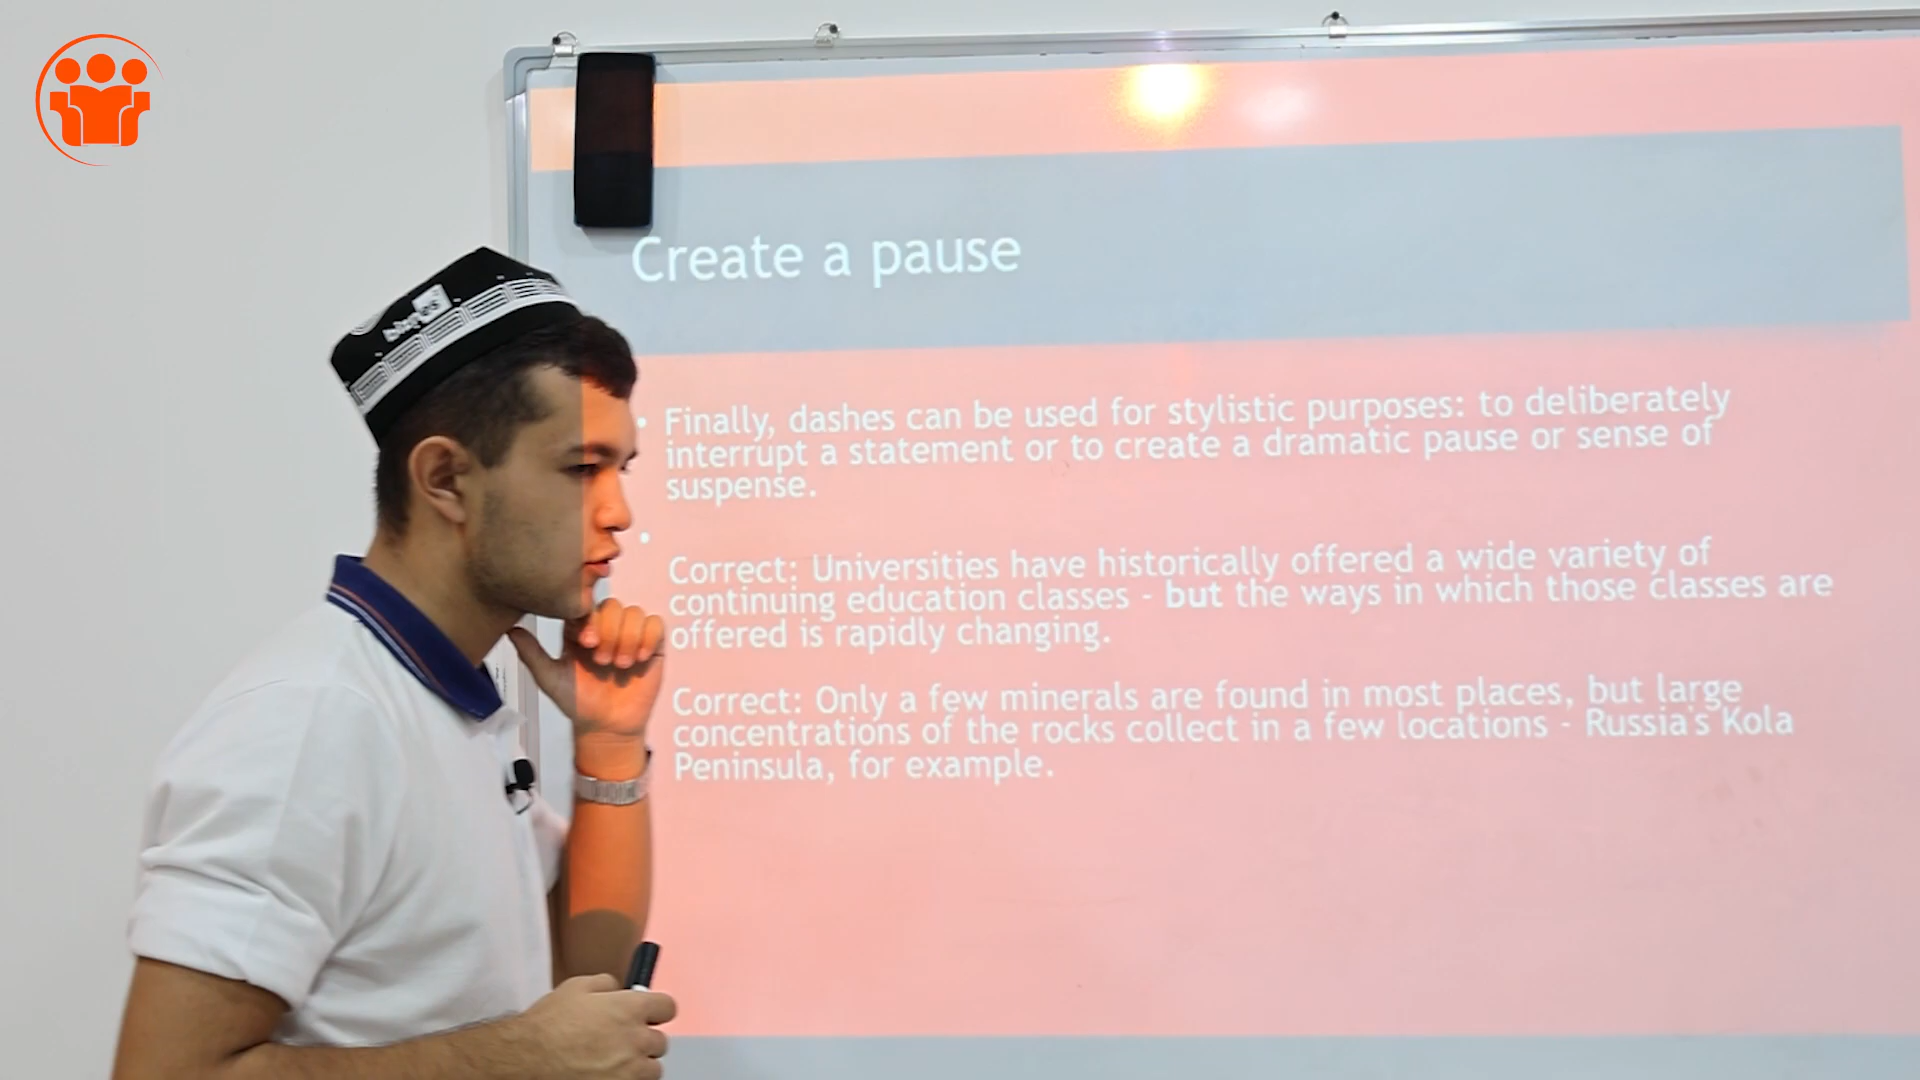 Create a pause
• Finally, dashes can be used for stylistic purposes: to deliberately
interrupt a statement or to create a dramatic pause or sense of
suspense.
•
Correct: Universities have historically offered a wide variety of
continuing education classes - but the ways in which those classes are
offered is rapidly changing.
Correct: Only a few minerals are found in most places, but large
concentrations of the rocks collect in a few locations - Russia's Kola
Peninsula, for example.